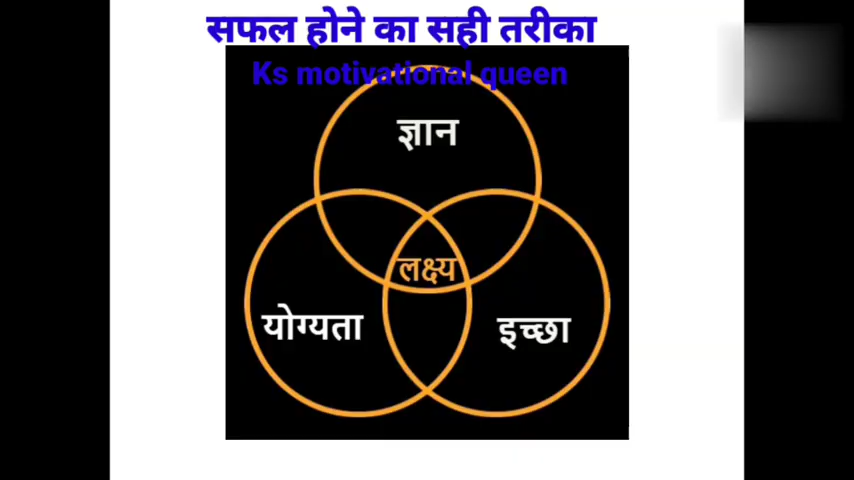 सफल होने का सही तरीका
Ks motivational queen
ज्ञान
लक्ष्य
योग्यता
इच्छा